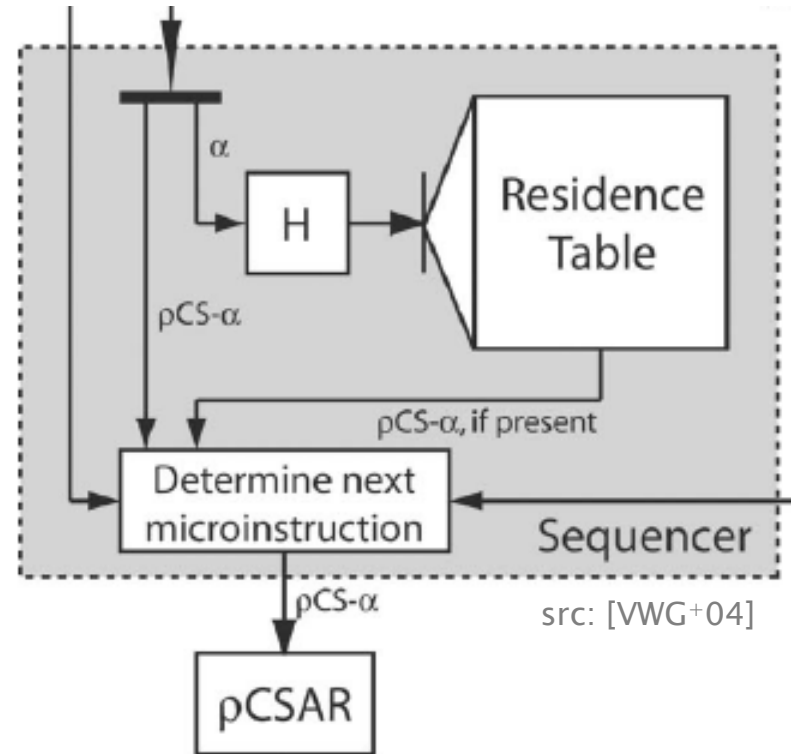 α
H
Residence
Table
ρCS-α
ρCS-α, if present
Determine next
microinstruction
Sequencer
ρCS-α
src: [VWG+04]
ρCSAR